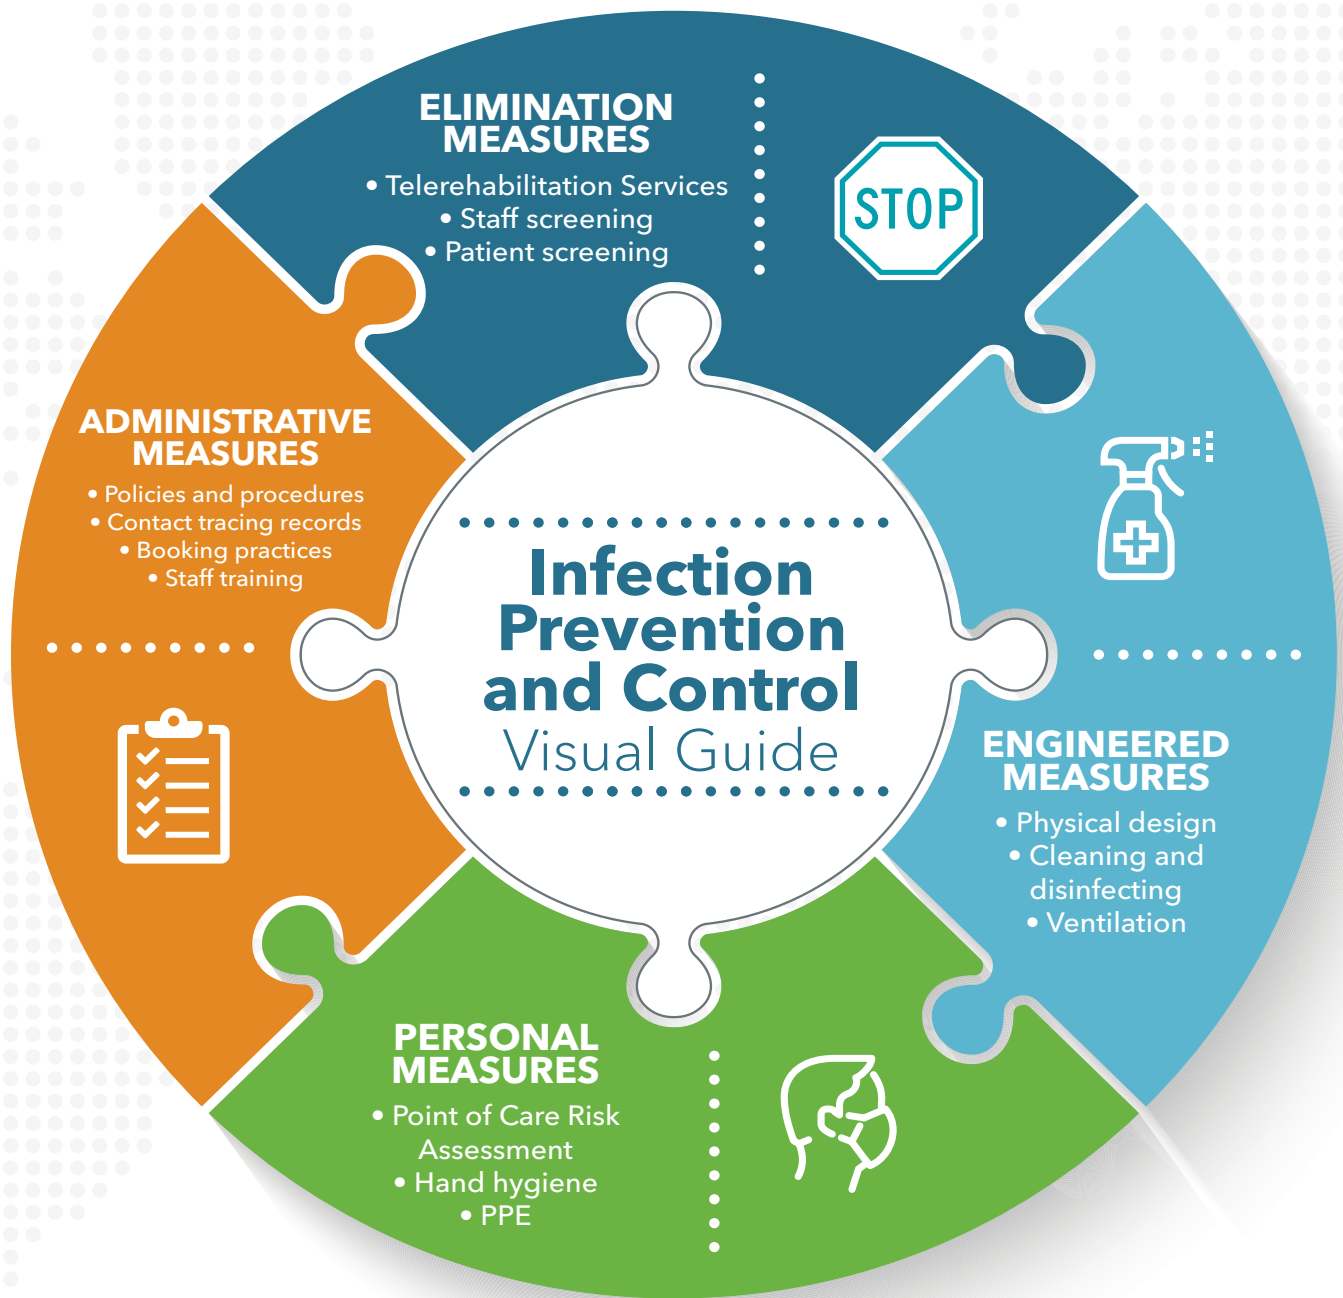 ELIMINATION
MEASURES
• Telerehabilitation Services
• Staff screening
• Patient screening
STOP
ADMINISTRATIVE
MEASURES
• Policies and procedures
• Contact tracing records
• Booking practices
• Staff training
Infection
Prevention
and Control
Visual Guide
ENGINEERED
MEASURES
• Physical design
• Cleaning and
disinfecting
• Ventilation
PERSONAL
MEASURES
• Point of Care Risk
Assessment
• Hand hygiene
• PPE